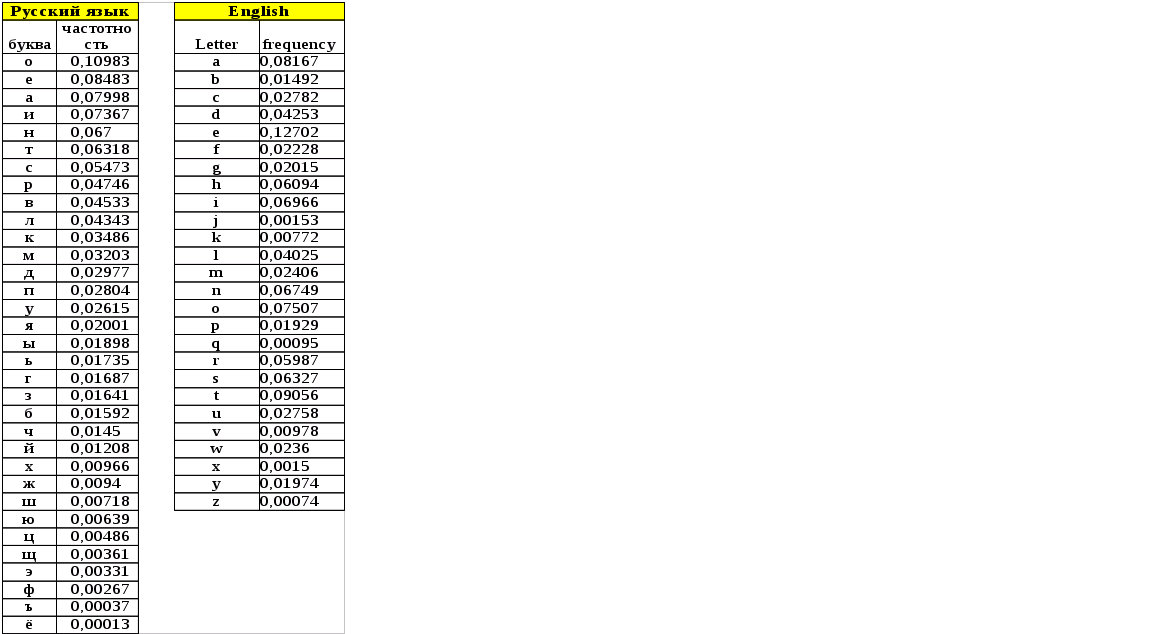 Русский язык English
частотно
буква сть Letter frequency
о 0,10983 a 0,08167
е 0,08483 b 0,01492
а 0,07998 c 0,02782
и 0,07367 d 0,04253
н 0,067 e 0,12702
т 0,06318 f 0,02228
с 0,05473 g 0,02015
р 0,04746 h 0,06094
в 0,04533 i 0,06966
л 0,04343 j 0,00153
к 0,03486 k 0,00772
м 0,03203 l 0,04025
д 0,02977 m 0,02406
п 0,02804 n 0,06749
у 0,02615 o 0,07507
я 0,02001 p 0,01929
ы 0,01898 q 0,00095
ь 0,01735 r 0,05987
г 0,01687 s 0,06327
з 0,01641 t 0,09056
б 0,01592 u 0,02758
ч 0,0145 v 0,00978
й 0,01208 w 0,0236
х 0,00966 x 0,0015
ж 0,0094 y 0,01974
ш 0,00718 z 0,00074
ю 0,00639
ц 0,00486
щ 0,00361
э 0,00331
ф 0,00267
ъ 0,00037
ё 0,00013